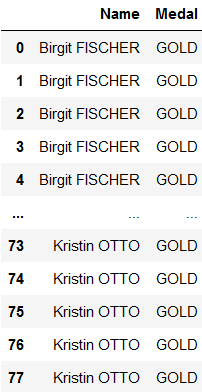 Name Medal
0 Birgit FISCHER GOLD
1 Birgit FISCHER GOLD
2 Birgit FISCHER GOLD
3 Birgit FISCHER GOLD
4 Birgit FISCHER GOLD
... ... ...
73 Kristin OTTO GOLD
74 Kristin OTTO GOLD
75 Kristin OTTO GOLD
76 Kristin OTTO GOLD
77 Kristin OTTO GOLD